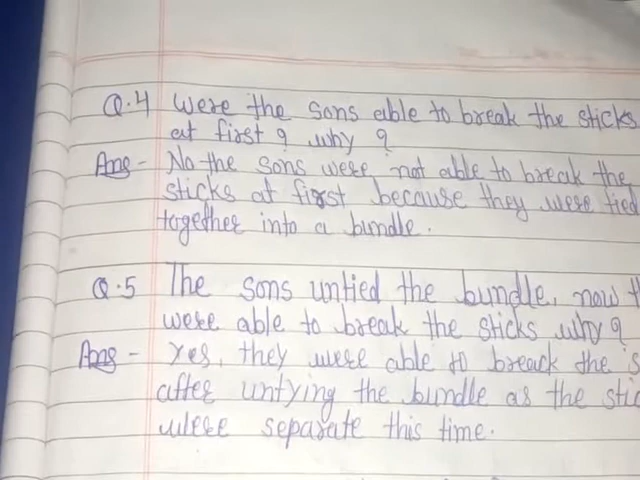 Q.4 Were the sons able to break the sticks
at first ? why ?
Ans - No the sons were not able to break the
sticks at first because they were tied
together into a bundle.
Q.5 The sons untied the bundle, now th
were able to break the sticks why ?
Ans - Yes, they were able to breack the s
after untying the bundle as the stic
were separate this time.